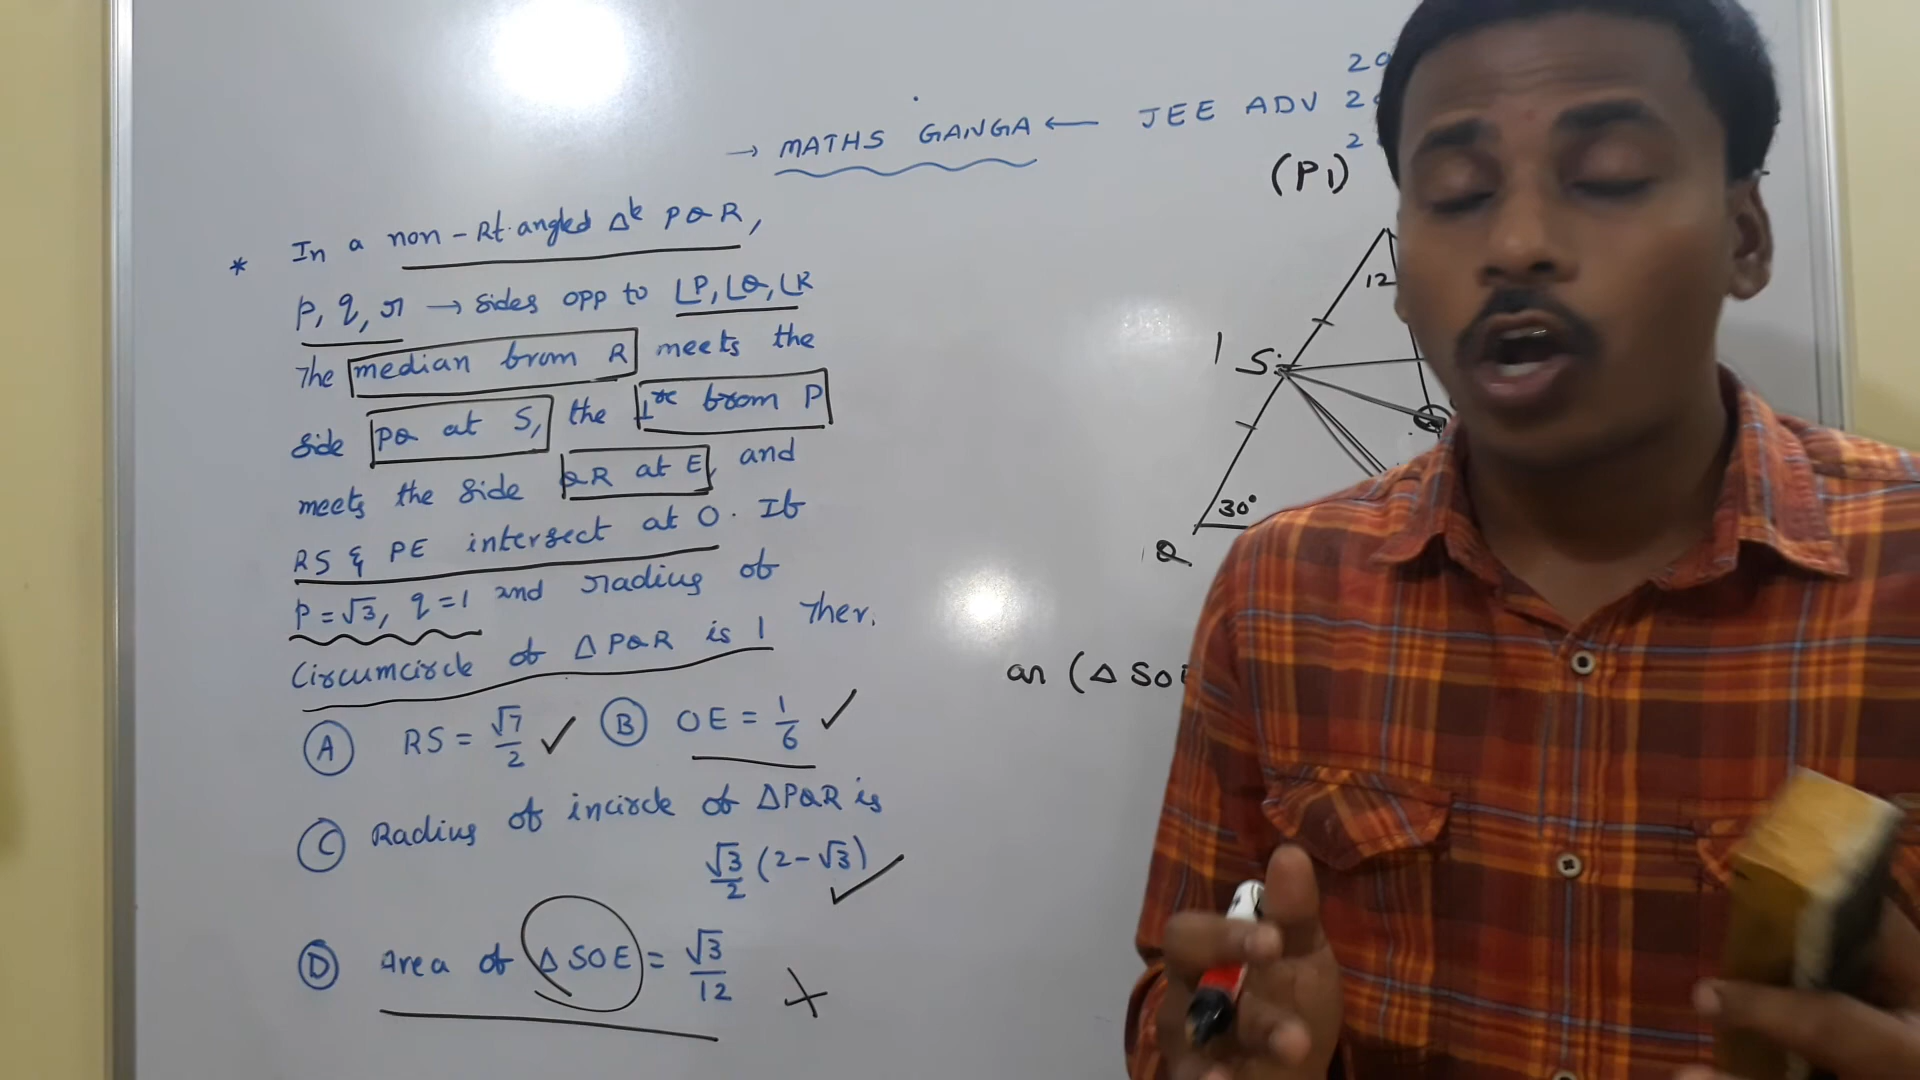 → MATHS GANGA ← JEE ADV
(P1)
* In a non-Rt.angled Δle PQR,
p, q, r → sides opp to ∠P, ∠Q, ∠R
The median from R meets the
side PQ at S, the ⊥er from P
meets the side QR at E, and
RS & PE intersect at O. If
p = √3, q = 1 and radius of
Circumcircle of ΔPQR is 1 Then
(A) RS = √7/2 ✓ (B) OE = 1/6 ✓
(C) Radius of incircle of ΔPQR is
√3/2 (2-√3) ✓
(D) Area of ΔSOE = √3/12 ✗
12
1 S
30°
Q
ar (Δ SO